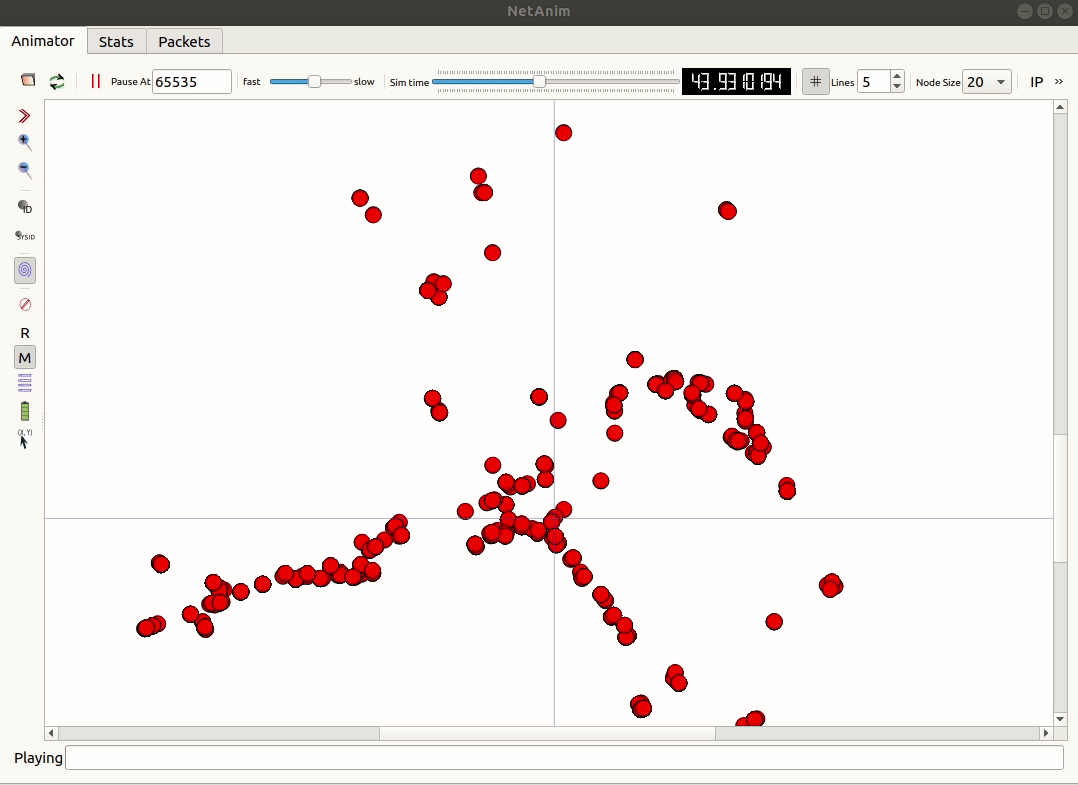 NetAnim
Animator Stats Packets
Pause At 65535 fast slow Sim time 43.9310194 Lines 5 Node Size 20 IP »
ID
SYSID
R
M
(X, Y)
Playing